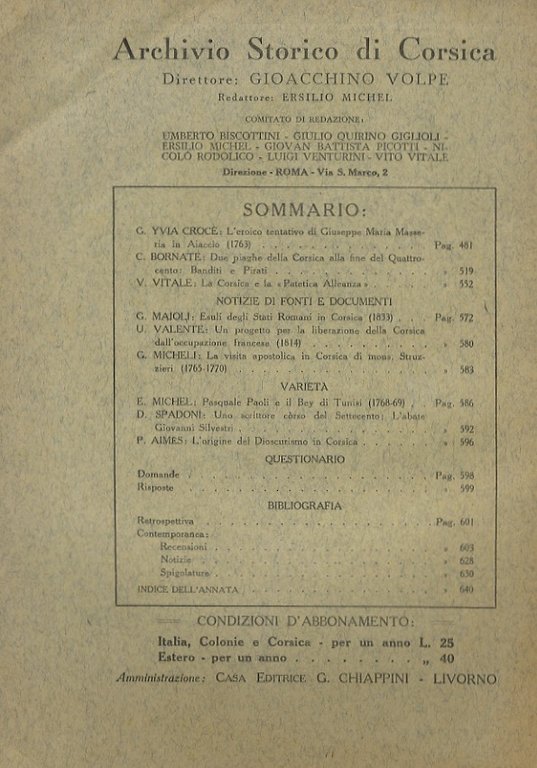 Archivio Storico di Corsica
Direttore: GIOACCHINO VOLPE
Redattore: ERSILIO MICHEL
COMITATO DI REDAZIONE:
UMBERTO BISCOTTINI - GIULIO QUIRINO GIGLIOLI -
ERSILIO MICHEL - GIOVAN BATTISTA PICOTTI - NI-
COLÒ RODOLICO - LUIGI VENTURINI - VITO VITALE
Direzione - ROMA - Via S. Marco, 2
SOMMARIO:
G. YVIA CROCE: L'eroico tentativo di Giuseppe Maria Masse-
ria in Aiaccio (1763) . . . . . . . . . . . Pag. 481
C. BORNATE: Due piaghe della Corsica alla fine del Quattro-
cento: Banditi e Pirati . . . . . . . . . . » 519
V. VITALE: La Corsica e la « Patetica Alleanza » . . . . » 552
NOTIZIE DI FONTI E DOCUMENTI
G. MAIOLI: Esuli degli Stati Romani in Corsica (1833) . . Pag. 572
U. VALENTE: Un progetto per la liberazione della Corsica
dall'occupazione francese (1814) . . . . . . . » 580
G. MICHELI: La visita apostolica in Corsica di mons. Struz-
zieri (1765-1770) . . . . . . . . . . . » 583
VARIETÀ
E. MICHEL: Pasquale Paoli e il Bey di Tunisi (1768-69) . . Pag. 586
D. SPADONI: Uno scrittore còrso del Settecento: L'abate
Giovanni Silvestri . . . . . . . . . . . » 592
P. AIMES: L'origine del Dioscurismo in Corsica . . . . . » 596
QUESTIONARIO
Domande . . . . . . . . . . . . . Pag. 598
Risposte . . . . . . . . . . . . . » 599
BIBLIOGRAFIA
Retrospettiva . . . . . . . . . . . . Pag. 601
Contemporanea:
Recensioni . . . . . . . . . . . . » 603
Notizie . . . . . . . . . . . . . » 628
Spigolature . . . . . . . . . . . . » 630
INDICE DELL'ANNATA . . . . . . . . . . » 640
CONDIZIONI D'ABBONAMENTO:
Italia, Colonie e Corsica - per un anno L. 25
Estero - per un anno . . . . . . . . „ 40
Amministrazione: CASA EDITRICE G. CHIAPPINI - LIVORNO